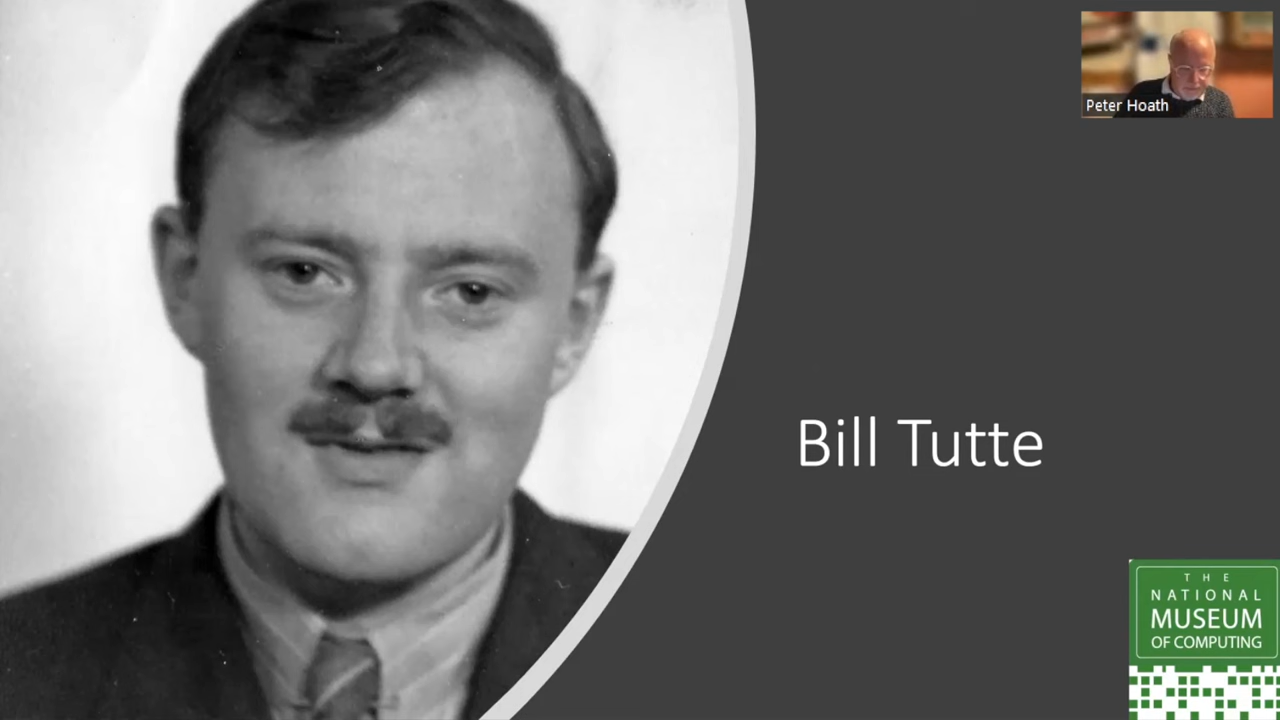 Peter Hoath
Bill Tutte
THE
NATIONAL
MUSEUM
OF COMPUTING